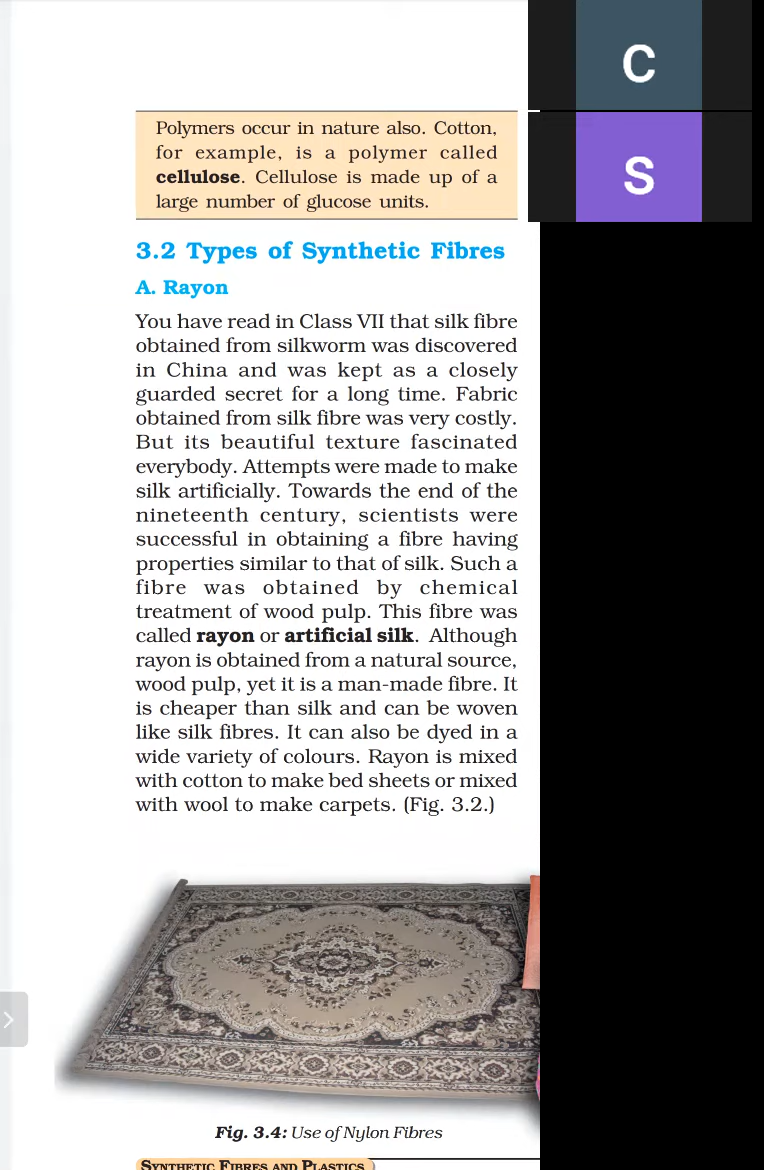 C
S
Polymers occur in nature also. Cotton,
for example, is a polymer called
cellulose. Cellulose is made up of a
large number of glucose units.
3.2 Types of Synthetic Fibres
A. Rayon
You have read in Class VII that silk fibre
obtained from silkworm was discovered
in China and was kept as a closely
guarded secret for a long time. Fabric
obtained from silk fibre was very costly.
But its beautiful texture fascinated
everybody. Attempts were made to make
silk artificially. Towards the end of the
nineteenth century, scientists were
successful in obtaining a fibre having
properties similar to that of silk. Such a
fibre was obtained by chemical
treatment of wood pulp. This fibre was
called rayon or artificial silk. Although
rayon is obtained from a natural source,
wood pulp, yet it is a man-made fibre. It
is cheaper than silk and can be woven
like silk fibres. It can also be dyed in a
wide variety of colours. Rayon is mixed
with cotton to make bed sheets or mixed
with wool to make carpets. (Fig. 3.2.)
Fig. 3.4: Use of Nylon Fibres
SYNTHETIC FIBRES AND PLASTICS